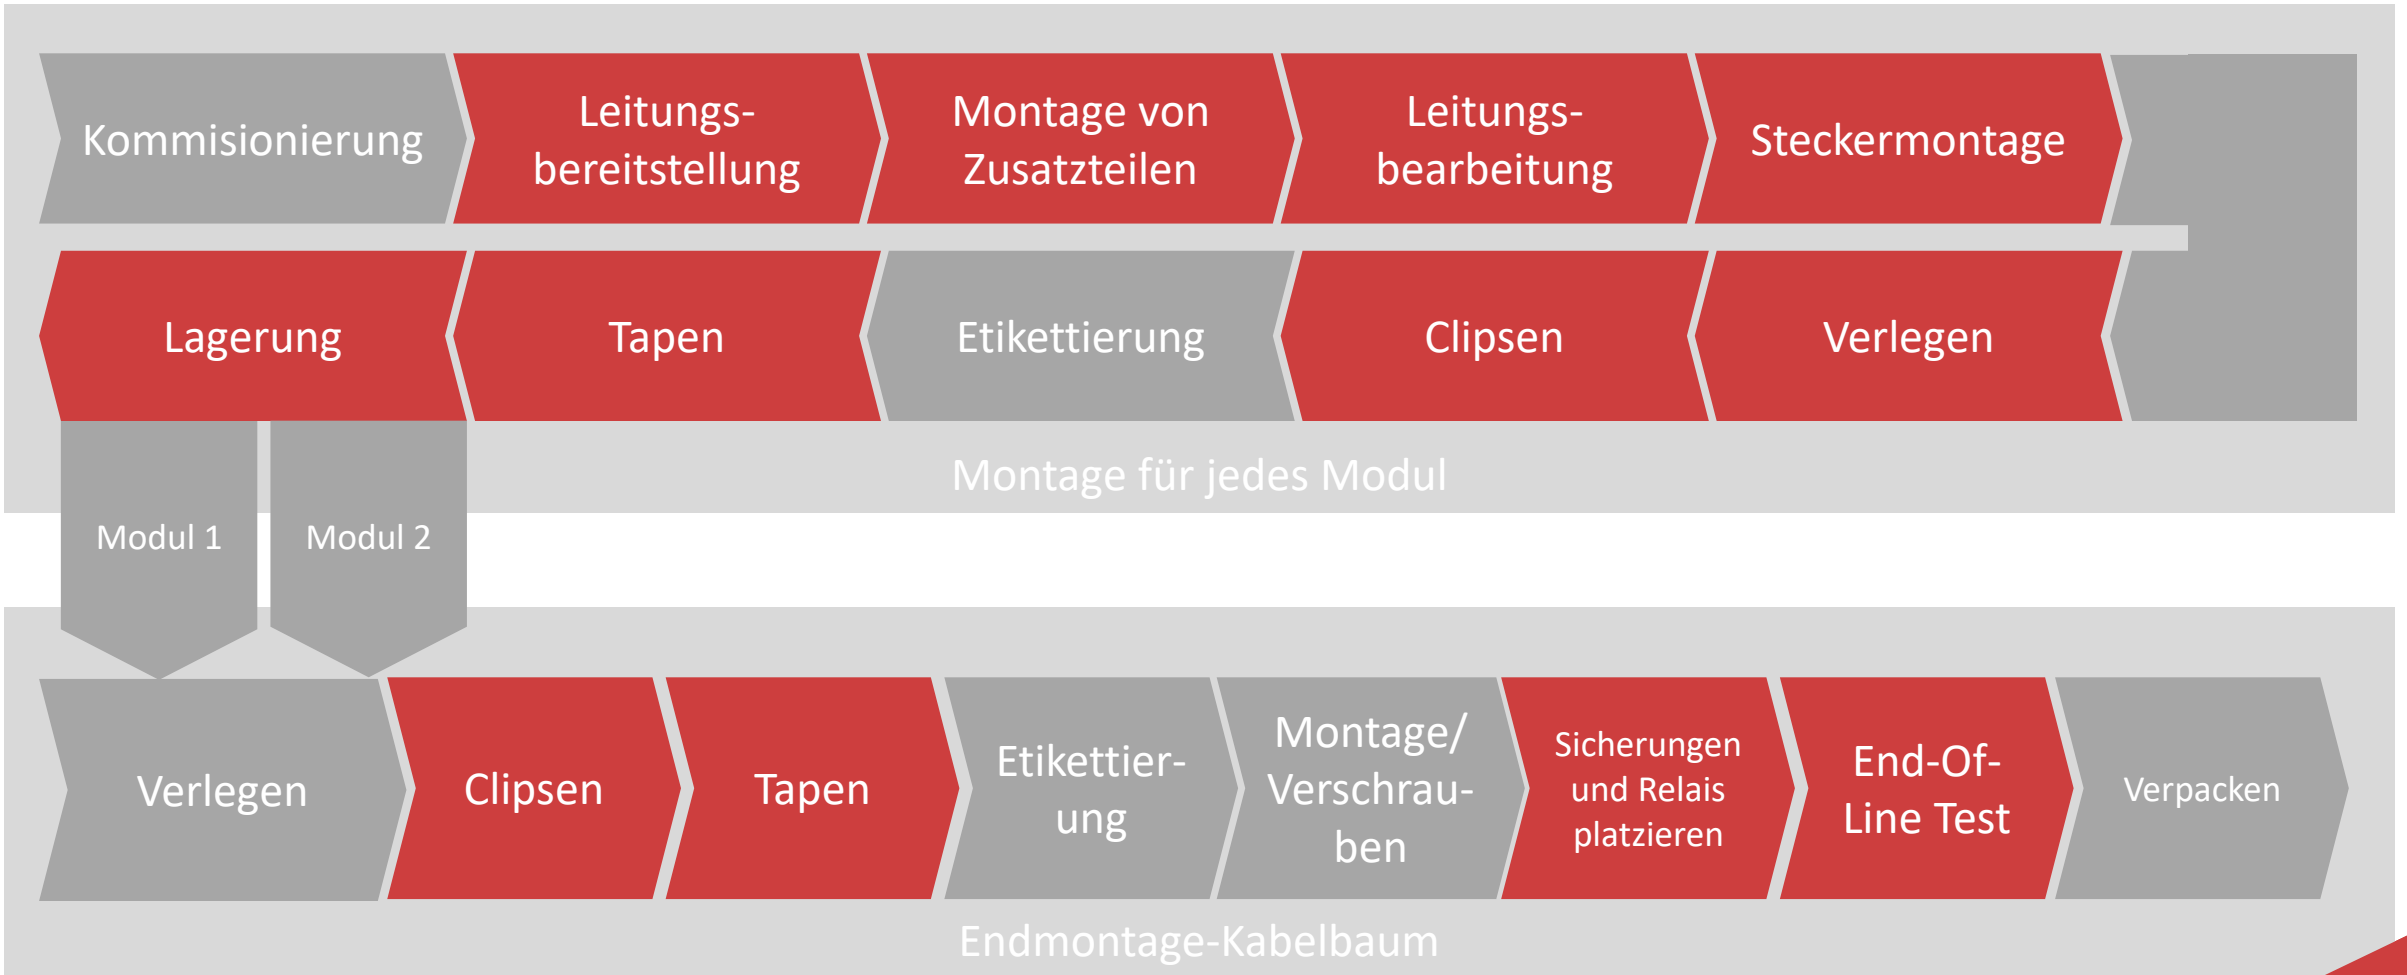 Kommisionierung
Leitungs-
bereitstellung
Montage von
Zusatzteilen
Leitungs-
bearbeitung
Steckermontage
Lagerung
Tapen
Etikettierung
Clipsen
Verlegen
Montage für jedes Modul
Modul 1
Modul 2
Verlegen
Clipsen
Tapen
Etikettier-
ung
Montage/
Verschrau-
ben
Sicherungen
und Relais
platzieren
End-Of-
Line Test
Verpacken
Endmontage-Kabelbaum